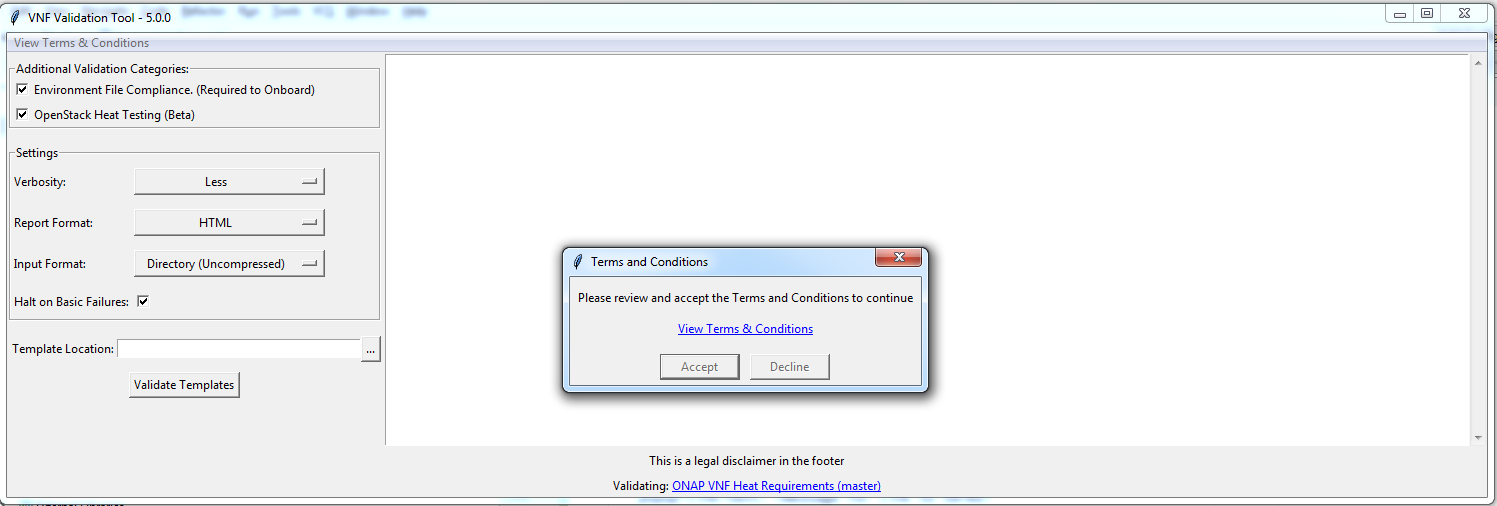 VNF Validation Tool - 5.0.0
View Terms & Conditions
Additional Validation Categories:
Environment File Compliance. (Required to Onboard)
OpenStack Heat Testing (Beta)
Settings
Verbosity: Less
Report Format: HTML
Input Format: Directory (Uncompressed)
Halt on Basic Failures:
Template Location: ...
Validate Templates
Terms and Conditions
Please review and accept the Terms and Conditions to continue
View Terms & Conditions
Accept Decline
This is a legal disclaimer in the footer
Validating: ONAP VNF Heat Requirements (master)